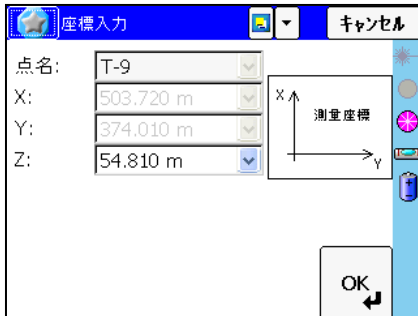 座標入力
キャンセル
点名: T-9
X: 503.720 m
Y: 374.010 m
Z: 54.810 m
X
測量座標
Y
OK